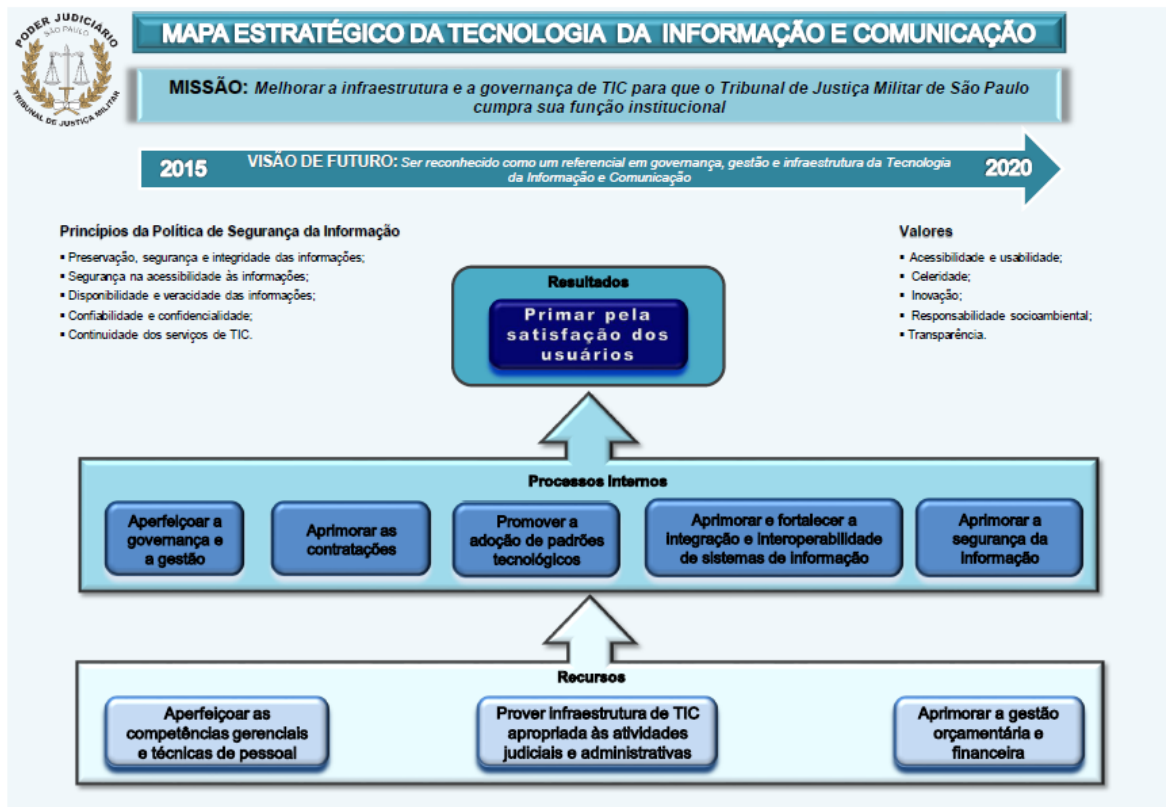 PODER JUDICIÁRIO
SÃO PAULO
TRIBUNAL DE JUSTIÇA MILITAR
MAPA ESTRATÉGICO DA TECNOLOGIA DA INFORMAÇÃO E COMUNICAÇÃO
MISSÃO: Melhorar a infraestrutura e a governança de TIC para que o Tribunal de Justiça Militar de São Paulo
cumpra sua função institucional
2015
VISÃO DE FUTURO: Ser reconhecido como um referencial em governança, gestão e infraestrutura da Tecnologia
da Informação e Comunicação
2020
Princípios da Política de Segurança da Informação
▪ Preservação, segurança e integridade das informações;
▪ Segurança na acessibilidade às informações;
▪ Disponibilidade e veracidade das informações;
▪ Confiabilidade e confidencialidade;
▪ Continuidade dos serviços de TIC.
Valores
▪ Acessibilidade e usabilidade;
▪ Celeridade;
▪ Inovação;
▪ Responsabilidade socioambiental;
▪ Transparência.
Resultados
Primar pela
satisfação dos
usuários
Processos Internos
Aperfeiçoar a
governança e
a gestão
Aprimorar as
contratações
Promover a
adoção de padrões
tecnológicos
Aprimorar e fortalecer a
integração e interoperabilidade
de sistemas de informação
Aprimorar a
segurança da
informação
Recursos
Aperfeiçoar as
competências gerenciais
e técnicas de pessoal
Prover infraestrutura de TIC
apropriada às atividades
judiciais e administrativas
Aprimorar a gestão
orçamentária e
financeira